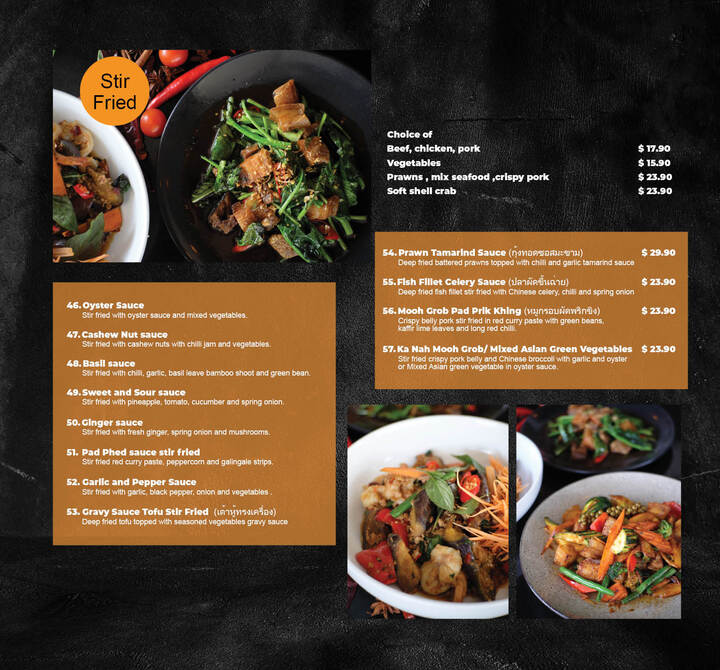 Stir
Fried
Choice of
Beef, chicken, pork $ 17.90
Vegetables $ 15.90
Prawns , mix seafood ,crispy pork $ 23.90
Soft shell crab $ 23.90
46. Oyster Sauce
Stir fried with oyster sauce and mixed vegetables.
47. Cashew Nut sauce
Stir fried with cashew nuts with chilli jam and vegetables.
48. Basil sauce
Stir fried with chilli, garlic, basil leave bamboo shoot and green bean.
49. Sweet and Sour sauce
Stir fried with pineapple, tomato, cucumber and spring onion.
50. Ginger sauce
Stir fried with fresh ginger, spring onion and mushrooms.
51. Pad Phed sauce stir fried
Stir fried red curry paste, peppercorn and galingale strips.
52. Garlic and Pepper Sauce
Stir fried with garlic, black pepper, onion and vegetables .
53. Gravy Sauce Tofu Stir Fried (เต้าหู้ทรงเครื่อง)
Deep fried tofu topped with seasoned vegetables gravy sauce
54. Prawn Tamarind Sauce (กุ้งทอดซอสมะขาม) $ 29.90
Deep fried battered prawns topped with chilli and garlic tamarind sauce
55. Fish Fillet Celery Sauce (ปลาผัดขึ้นฉ่าย) $ 23.90
Deep fried fish fillet stir fried with Chinese celery, chilli and spring onion
56. Mooh Grob Pad Prik Khing (หมูกรอบผัดพริกขิง) $ 23.90
Crispy belly pork stir fried in red curry paste with green beans,
kaffir lime leaves and long red chilli.
57. Ka Nah Mooh Grob/ Mixed Asian Green Vegetables $ 23.90
Stir fried crispy pork belly and Chinese broccoli with garlic and oyster
or Mixed Asian green vegetable in oyster sauce.